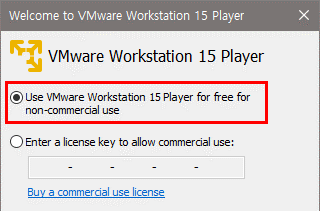 Welcome to VMware Workstation 15 Player
VMware Workstation 15 Player
Use VMware Workstation 15 Player for free for
non-commercial use
Enter a license key to allow commercial use:
- - - -
Buy a commercial use license